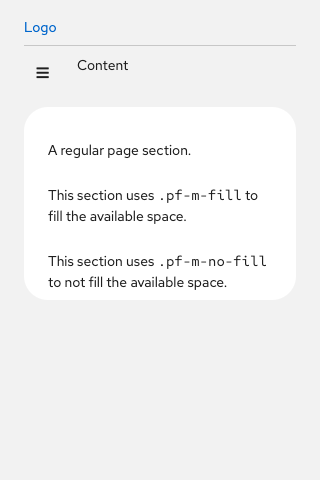 Logo
Content
A regular page section.
This section uses .pf-m-fill to
fill the available space.
This section uses .pf-m-no-fill
to not fill the available space.